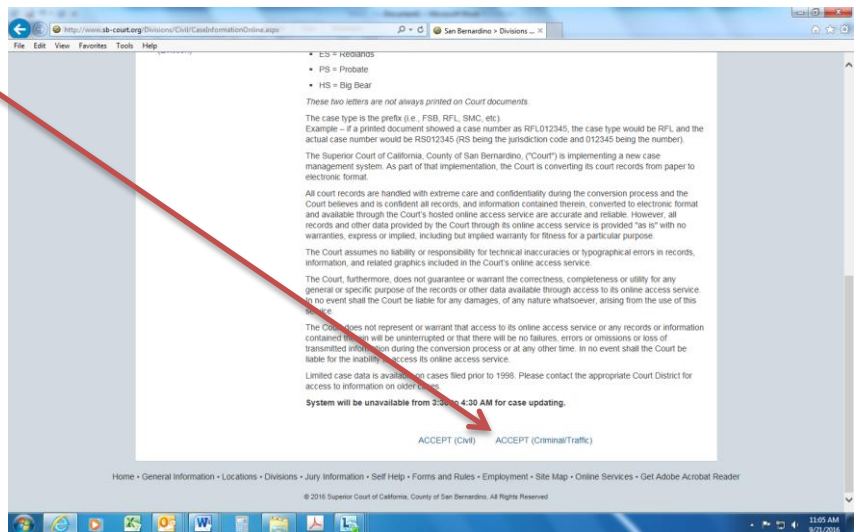 http://www.sb-court.org/Divisions/Civil/CaseInformationOnline.aspx
San Bernardino > Divisions ...
File Edit View Favorites Tools Help
• ES = Redlands
• PS = Probate
• HS = Big Bear
These two letters are not always printed on Court documents.
The case type is the prefix (i.e., FSB, RFL, SMC, etc).
Example – if a printed document showed a case number as RFL012345, the case type would be RFL and the
actual case number would be RS012345 (RS being the jurisdiction code and 012345 being the number).
The Superior Court of California, County of San Bernardino, ("Court") is implementing a new case
management system. As part of that implementation, the Court is converting its court records from paper to
electronic format.
All court records are handled with extreme care and confidentiality during the conversion process and the
Court believes and is confident all records, and information contained therein, converted to electronic format
and available through the Court's hosted online access service are accurate and reliable. However, all
records and other data provided by the Court through its online access service is provided "as is" with no
warranties, express or implied, including but implied warranty for fitness for a particular purpose.
The Court assumes no liability or responsibility for technical inaccuracies or typographical errors in records,
information, and related graphics included in the Court's online access service.
The Court, furthermore, does not guarantee or warrant the correctness, completeness or utility for any
general or specific purpose of the records or other data available through access to its online access service.
In no event shall the Court be liable for any damages, of any nature whatsoever, arising from the use of this
service.
The Court does not represent or warrant that access to its online access service or any records or information
contained therein will be uninterrupted or that there will be no failures, errors or omissions or loss of
transmitted information during the conversion process or at any other time. In no event shall the Court be
liable for the inability to access its online access service.
Limited case data is available on cases filed prior to 1998. Please contact the appropriate Court District for
access to information on older cases.
System will be unavailable from 3:30 to 4:30 AM for case updating.
ACCEPT (Civil) ACCEPT (Criminal/Traffic)
Home • General Information • Locations • Divisions • Jury Information • Self Help • Forms and Rules • Employment • Site Map • Online Services • Get Adobe Acrobat Reader
© 2016 Superior Court of California, County of San Bernardino. All Rights Reserved
11:05 AM
9/21/2016